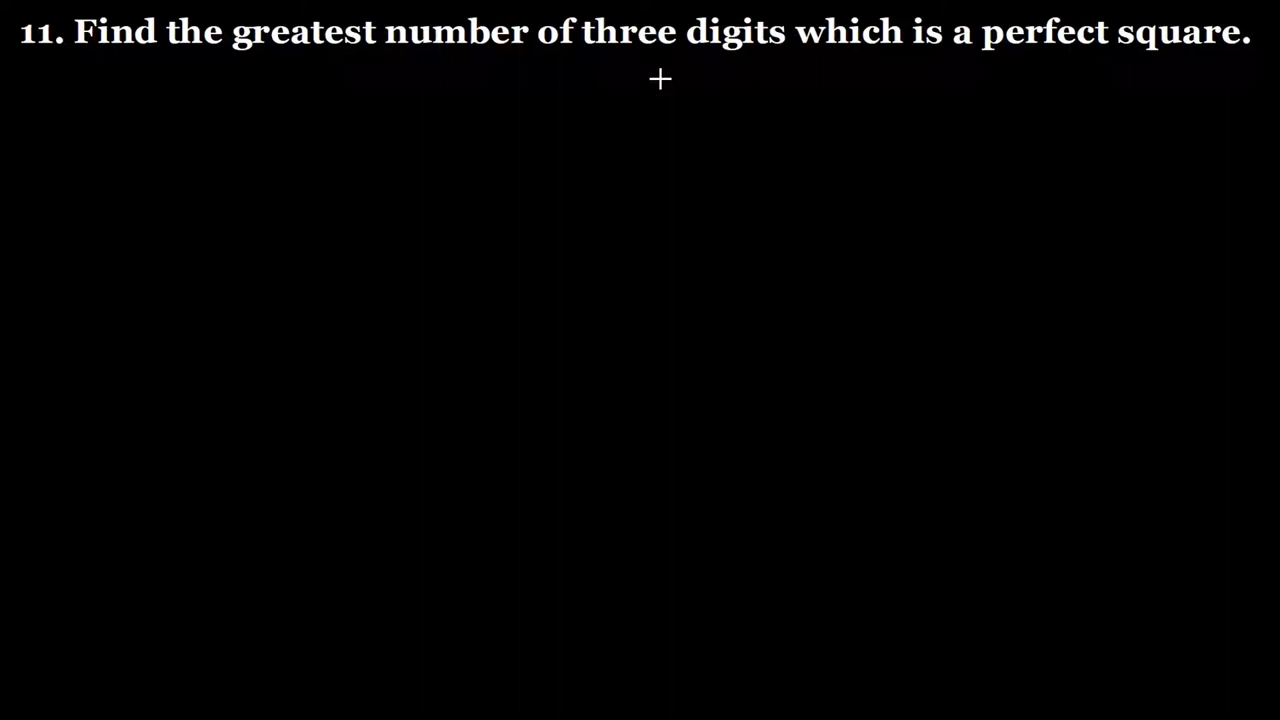 11. Find the greatest number of three digits which is a perfect square.